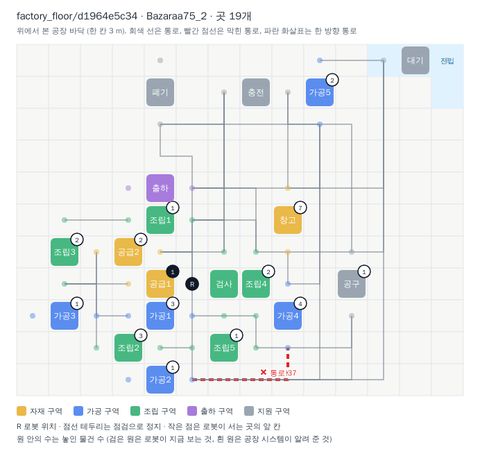 factory_floor/d1964e5c34 · Bazaraa75_2 · 곳 19개
위에서 본 공장 바닥 (한 칸 3 m). 회색 선은 통로, 빨간 점선은 막힌 통로, 파란 화살표는 한 방향 통로
대기
전립
폐기
충전
가공5
2
출하
조립1
1
창고
7
조립3
2
공급2
2
공급1
1
R
검사
조립4
2
공구
1
가공3
1
가공1
3
가공4
4
조립2
3
조립5
1
가공2
1
✖ 통로37
자재 구역
가공 구역
조립 구역
출하 구역
지원 구역
R 로봇 위치 · 점선 테두리는 점검으로 정지 · 작은 점은 로봇이 서는 곳의 앞 칸
원 안의 수는 놓인 물건 수 (검은 원은 로봇이 지금 보는 것, 흰 원은 공장 시스템이 알려 준 것)